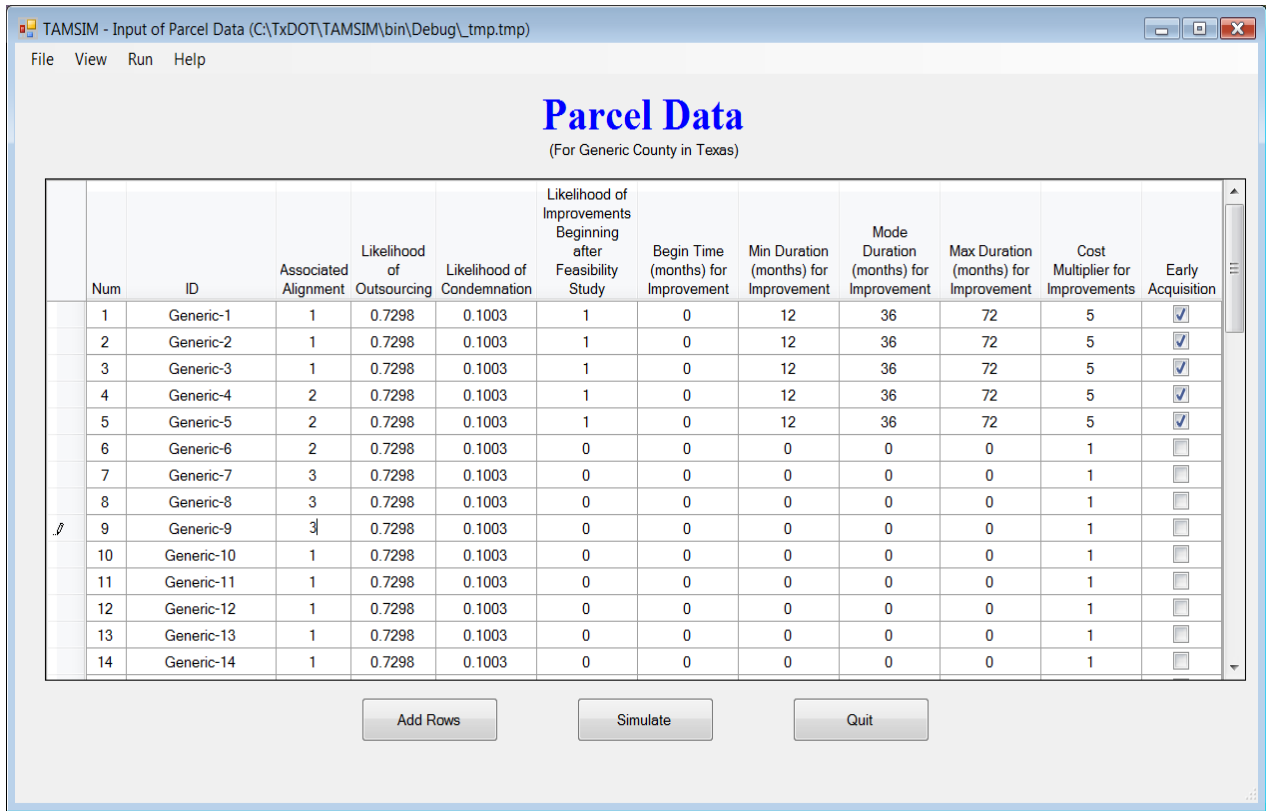 TAMSIM - Input of Parcel Data (C:\TxDOT\TAMSIM\bin\Debug\_tmp.tmp)
File View Run Help
Parcel Data
(For Generic County in Texas)
Num ID Associated Alignment Likelihood of Outsourcing Likelihood of Condemnation Likelihood of Improvements Beginning after Feasibility Study Begin Time (months) for Improvement Min Duration (months) for Improvement Mode Duration (months) for Improvement Max Duration (months) for Improvement Cost Multiplier for Improvements Early Acquisition
1 Generic-1 1 0.7298 0.1003 1 0 12 36 72 5
2 Generic-2 1 0.7298 0.1003 1 0 12 36 72 5
3 Generic-3 1 0.7298 0.1003 1 0 12 36 72 5
4 Generic-4 2 0.7298 0.1003 1 0 12 36 72 5
5 Generic-5 2 0.7298 0.1003 1 0 12 36 72 5
6 Generic-6 2 0.7298 0.1003 0 0 0 0 0 1
7 Generic-7 3 0.7298 0.1003 0 0 0 0 0 1
8 Generic-8 3 0.7298 0.1003 0 0 0 0 0 1
9 Generic-9 3 0.7298 0.1003 0 0 0 0 0 1
10 Generic-10 1 0.7298 0.1003 0 0 0 0 0 1
11 Generic-11 1 0.7298 0.1003 0 0 0 0 0 1
12 Generic-12 1 0.7298 0.1003 0 0 0 0 0 1
13 Generic-13 1 0.7298 0.1003 0 0 0 0 0 1
14 Generic-14 1 0.7298 0.1003 0 0 0 0 0 1
Add Rows Simulate Quit